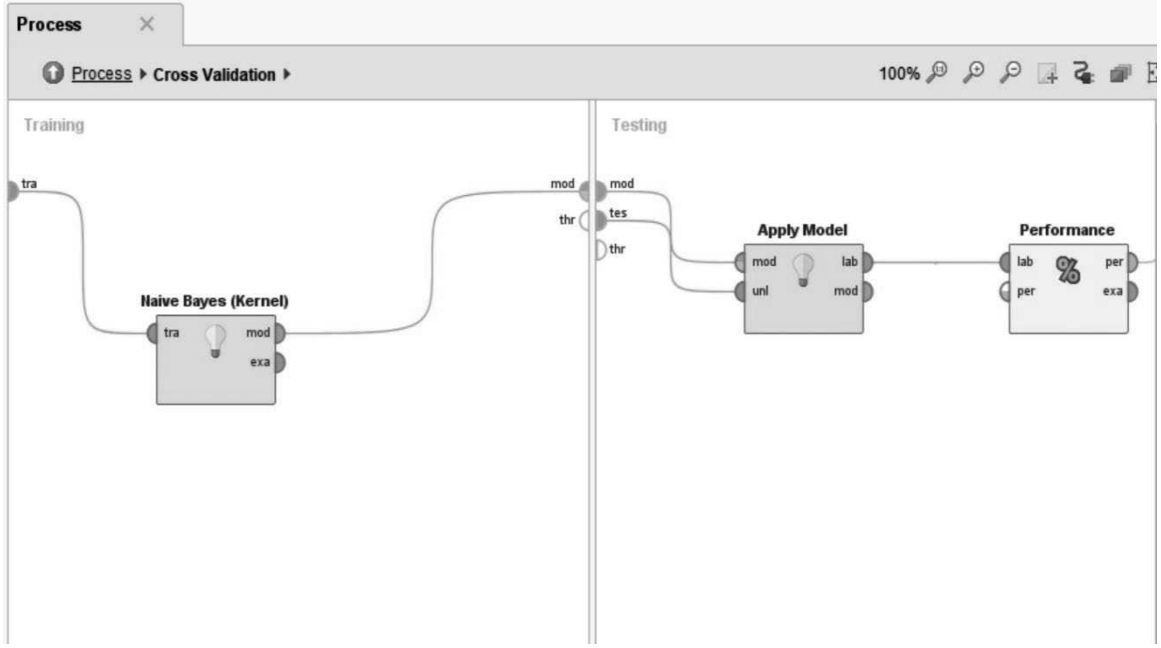 Process
Process Cross Validation
100%
Training
tra
mod
thr
Naive Bayes (Kernel)
tra mod
exa
Testing
mod
tes
thr
Apply Model
mod lab
unl mod
Performance
lab % per
per exa